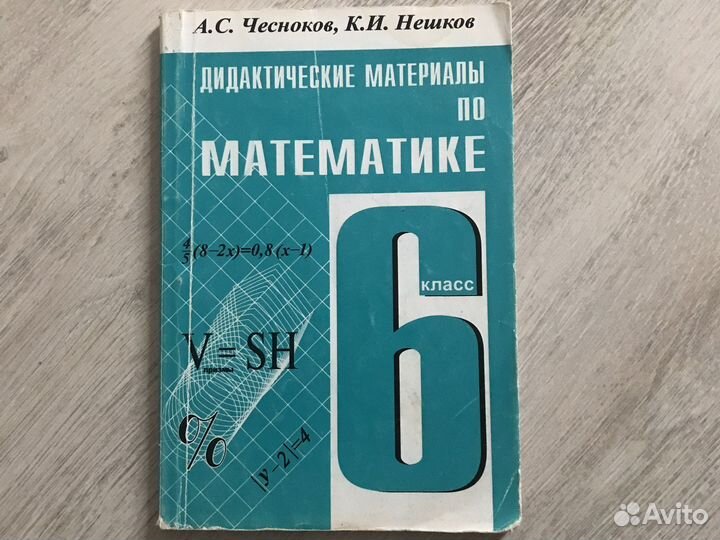 А.С. Чесноков, К.И. Нешков
ДИДАКТИЧЕСКИЕ МАТЕРИАЛЫ
ПО
МАТЕМАТИКЕ
4/5(8−2x)=0,8·(x−1)
6
класс
V призмы = SH
%
|y−2|=4
Avito